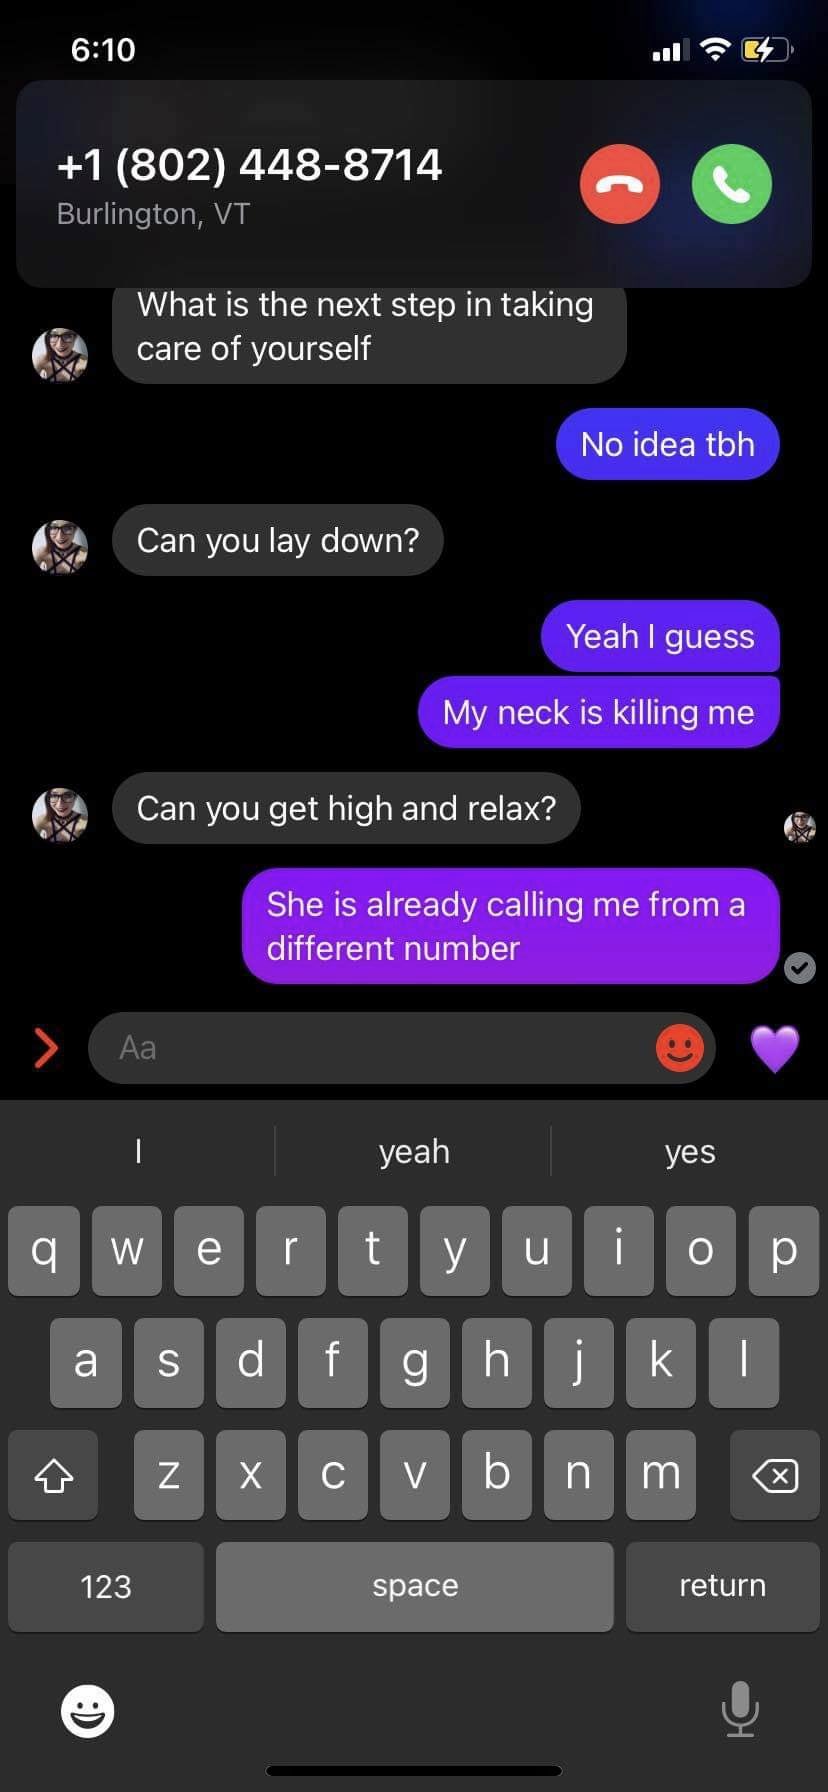 6:10
+1 (802) 448-8714
Burlington, VT
What is the next step in taking
care of yourself
No idea tbh
Can you lay down?
Yeah I guess
My neck is killing me
Can you get high and relax?
She is already calling me from a
different number
Aa
I yeah yes
q w e r t y u i o p
a s d f g h j k l
z x c v b n m
123 space return